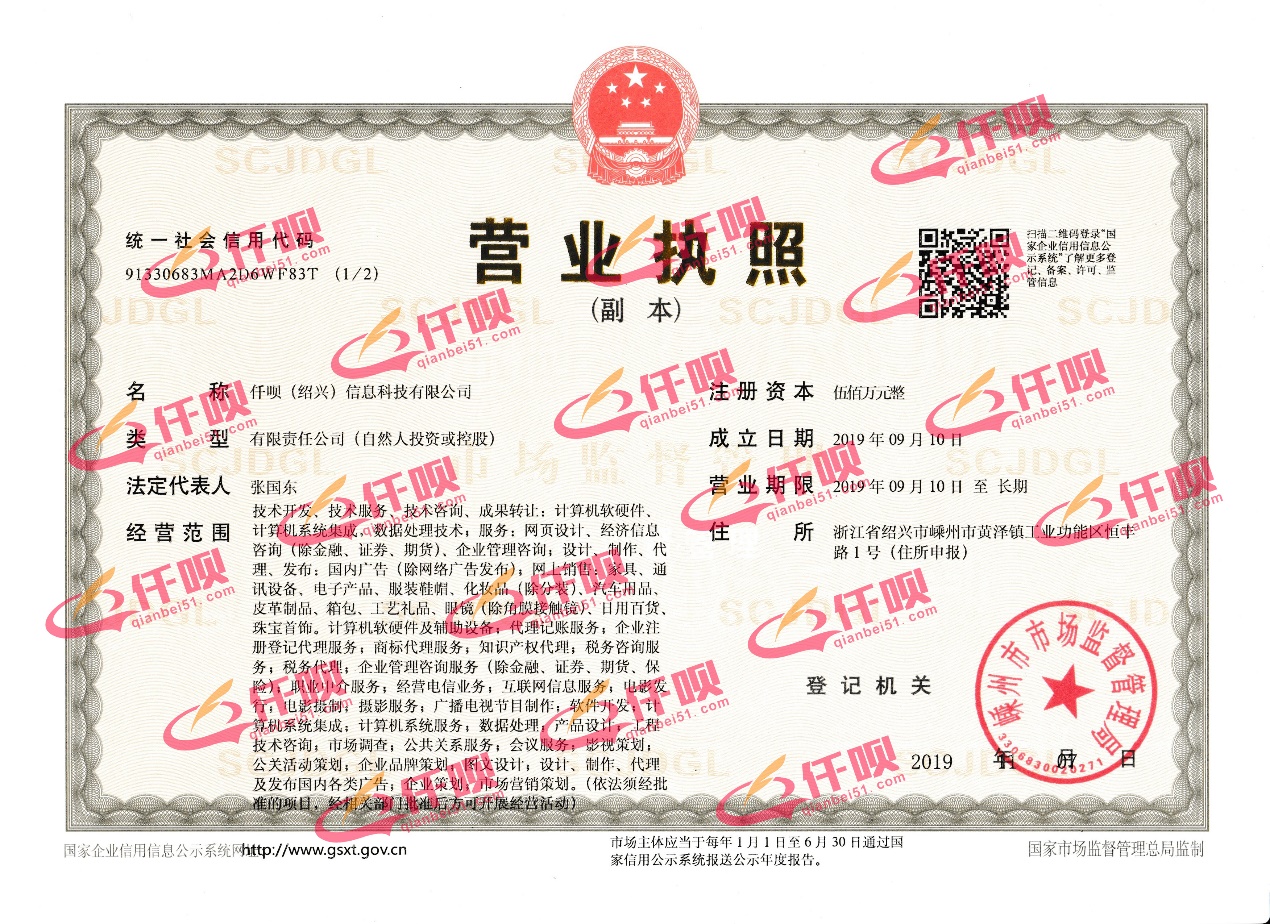 统一社会信用代码
91330683MA2D6WF83T (1/2)
营业执照
(副 本)
扫描二维码登录"国
家企业信用信息公
示系统"了解更多登
记、备案、许可、监
管信息
名 称 仟呗（绍兴）信息科技有限公司
类 型 有限责任公司（自然人投资或控股）
法定代表人 张国东
经营范围
技术开发、技术服务、技术咨询、成果转让：计算机软硬件、
计算机系统集成、数据处理技术；服务：网页设计、经济信息
咨询（除金融、证券、期货）、企业管理咨询；设计、制作、代
理、发布：国内广告（除网络广告发布）；网上销售：家具、通
讯设备、电子产品、服装鞋帽、化妆品（除分装）、汽车用品、
皮革制品、箱包、工艺礼品、眼镜（除角膜接触镜）、日用百货、
珠宝首饰。计算机软硬件及辅助设备；代理记账服务；企业注
册登记代理服务；商标代理服务；知识产权代理；税务咨询服
务；税务代理；企业管理咨询服务（除金融、证券、期货、保
险）；职业中介服务；经营电信业务；互联网信息服务；电影发
行；电影摄制；摄影服务；广播电视节目制作；软件开发；计
算机系统集成；计算机系统服务；数据处理；产品设计；工程
技术咨询；市场调查；公共关系服务；会议服务；影视策划；
公关活动策划；企业品牌策划；图文设计；设计、制作、代理
及发布国内各类广告；企业策划；市场营销策划。（依法须经批
准的项目，经相关部门批准后方可开展经营活动）
注册资本 伍佰万元整
成立日期 2019年09月10日
营业期限 2019年09月10日 至 长期
住 所 浙江省绍兴市嵊州市黄泽镇工业功能区恒丰
路1号（住所申报）
登记机关
嵊州市市场监督管理局
3306830020271
2019 年 11 月 07 日
国家企业信用信息公示系统网址
http://www.gsxt.gov.cn
市场主体应当于每年1月1日至6月30日通过国
家信用公示系统报送公示年度报告。
国家市场监督管理总局监制
仟呗
qianbei51.com
SCJDGL